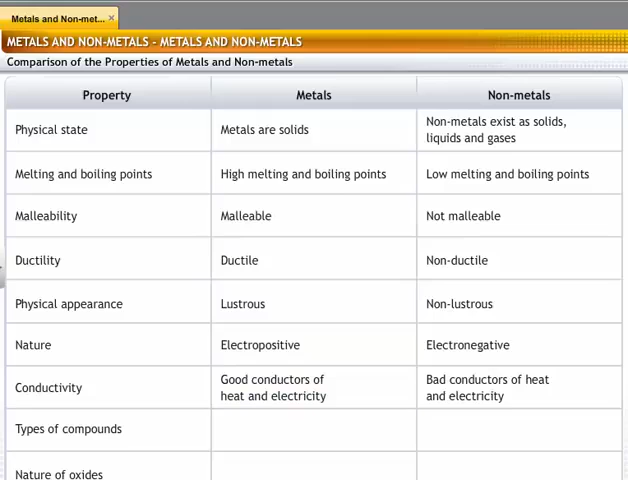 Metals and Non-met... ×
METALS AND NON-METALS - METALS AND NON-METALS
Comparison of the Properties of Metals and Non-metals
Property Metals Non-metals
Physical state Metals are solids Non-metals exist as solids,
liquids and gases
Melting and boiling points High melting and boiling points Low melting and boiling points
Malleability Malleable Not malleable
Ductility Ductile Non-ductile
Physical appearance Lustrous Non-lustrous
Nature Electropositive Electronegative
Conductivity Good conductors of Bad conductors of heat
heat and electricity and electricity
Types of compounds
Nature of oxides